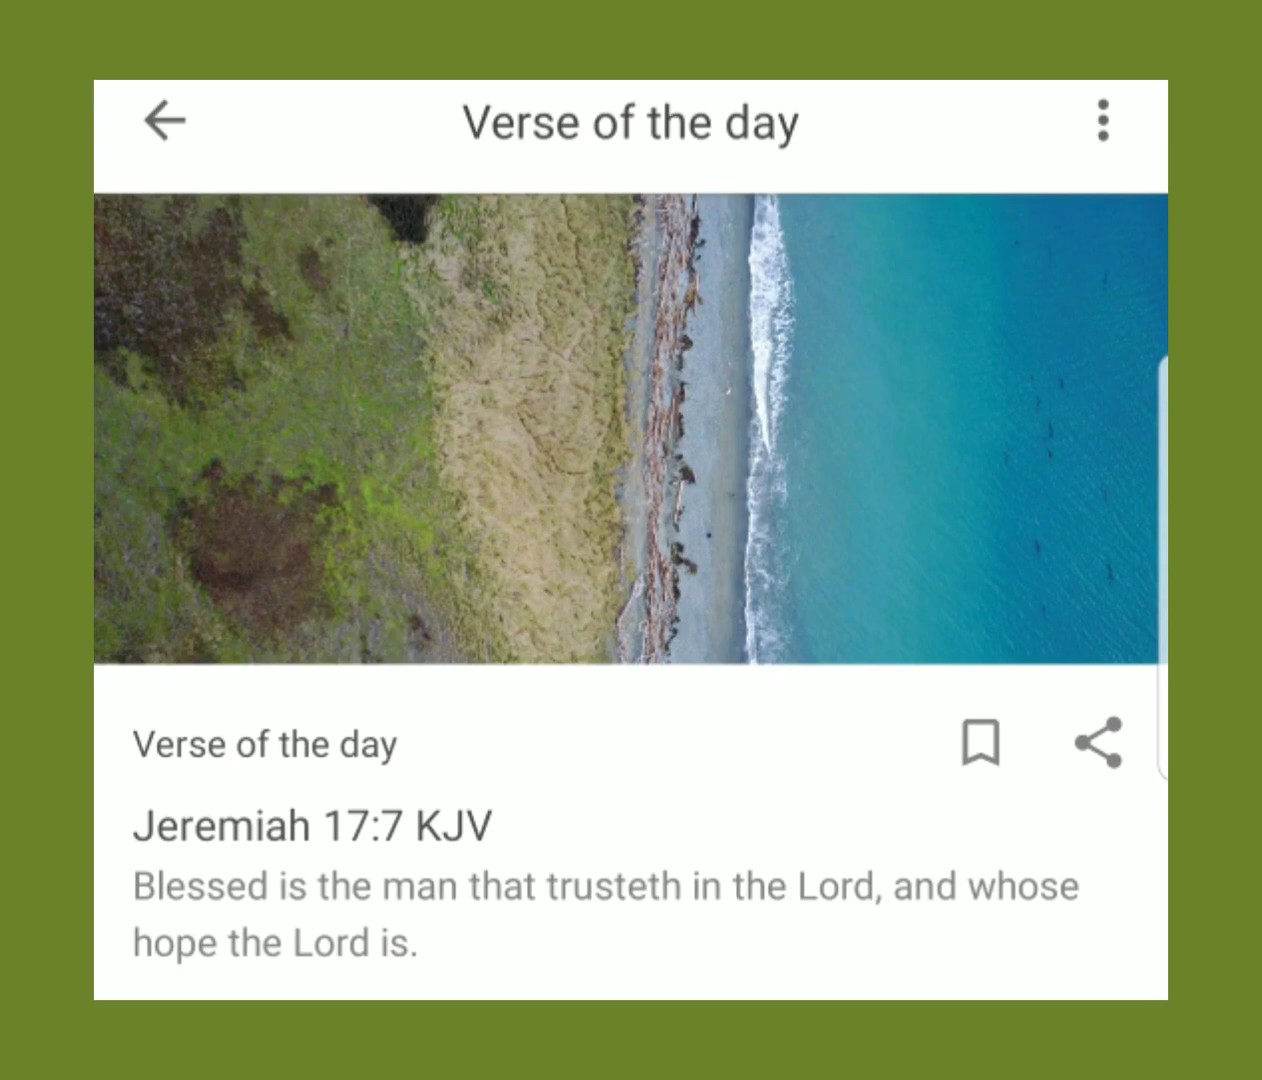 Verse of the day
Verse of the day
Jeremiah 17:7 KJV
Blessed is the man that trusteth in the Lord, and whose
hope the Lord is.